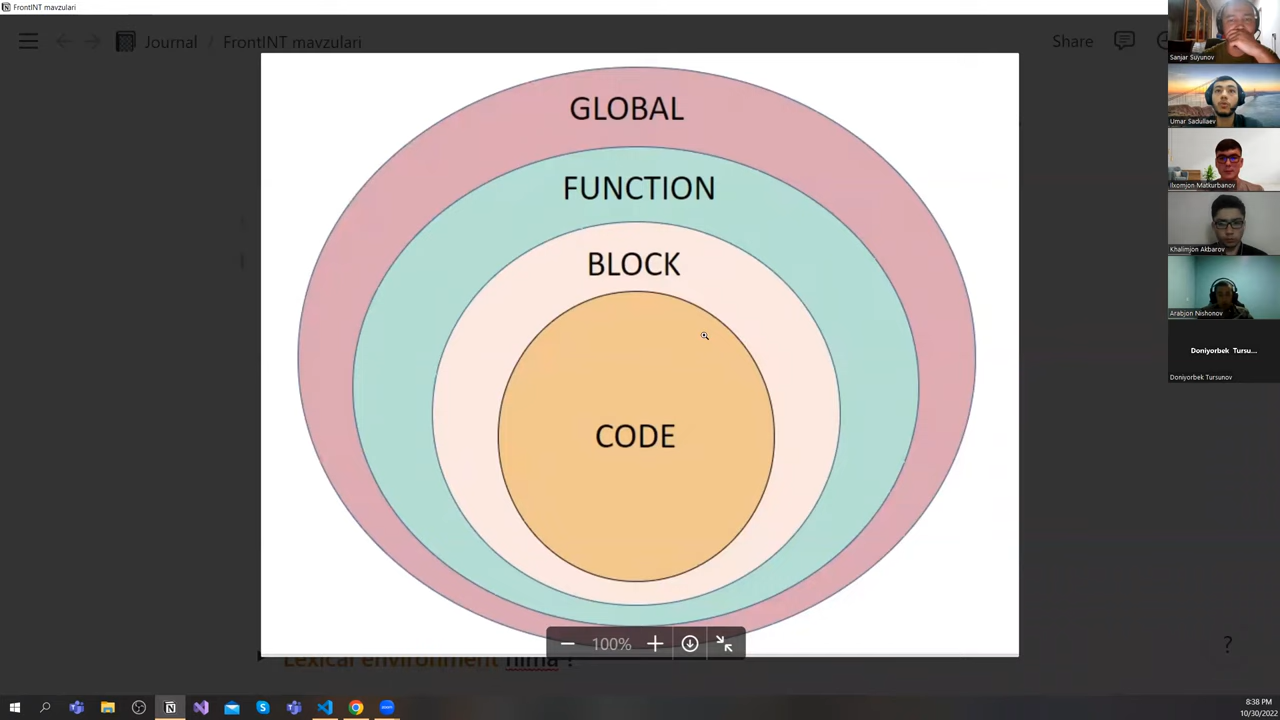 FrontINT mavzulari
Journal / FrontINT mavzulari
Share
GLOBAL
FUNCTION
BLOCK
CODE
100%
Lexical environment nima ?
?
Sanjar Suyunov
Umar Sadullaev
Ilxomjon Matkurbanov
Khalimjon Akbarov
Arabjon Nishonov
Doniyorbek Tursu...
Doniyorbek Tursunov
8:38 PM
10/30/2022